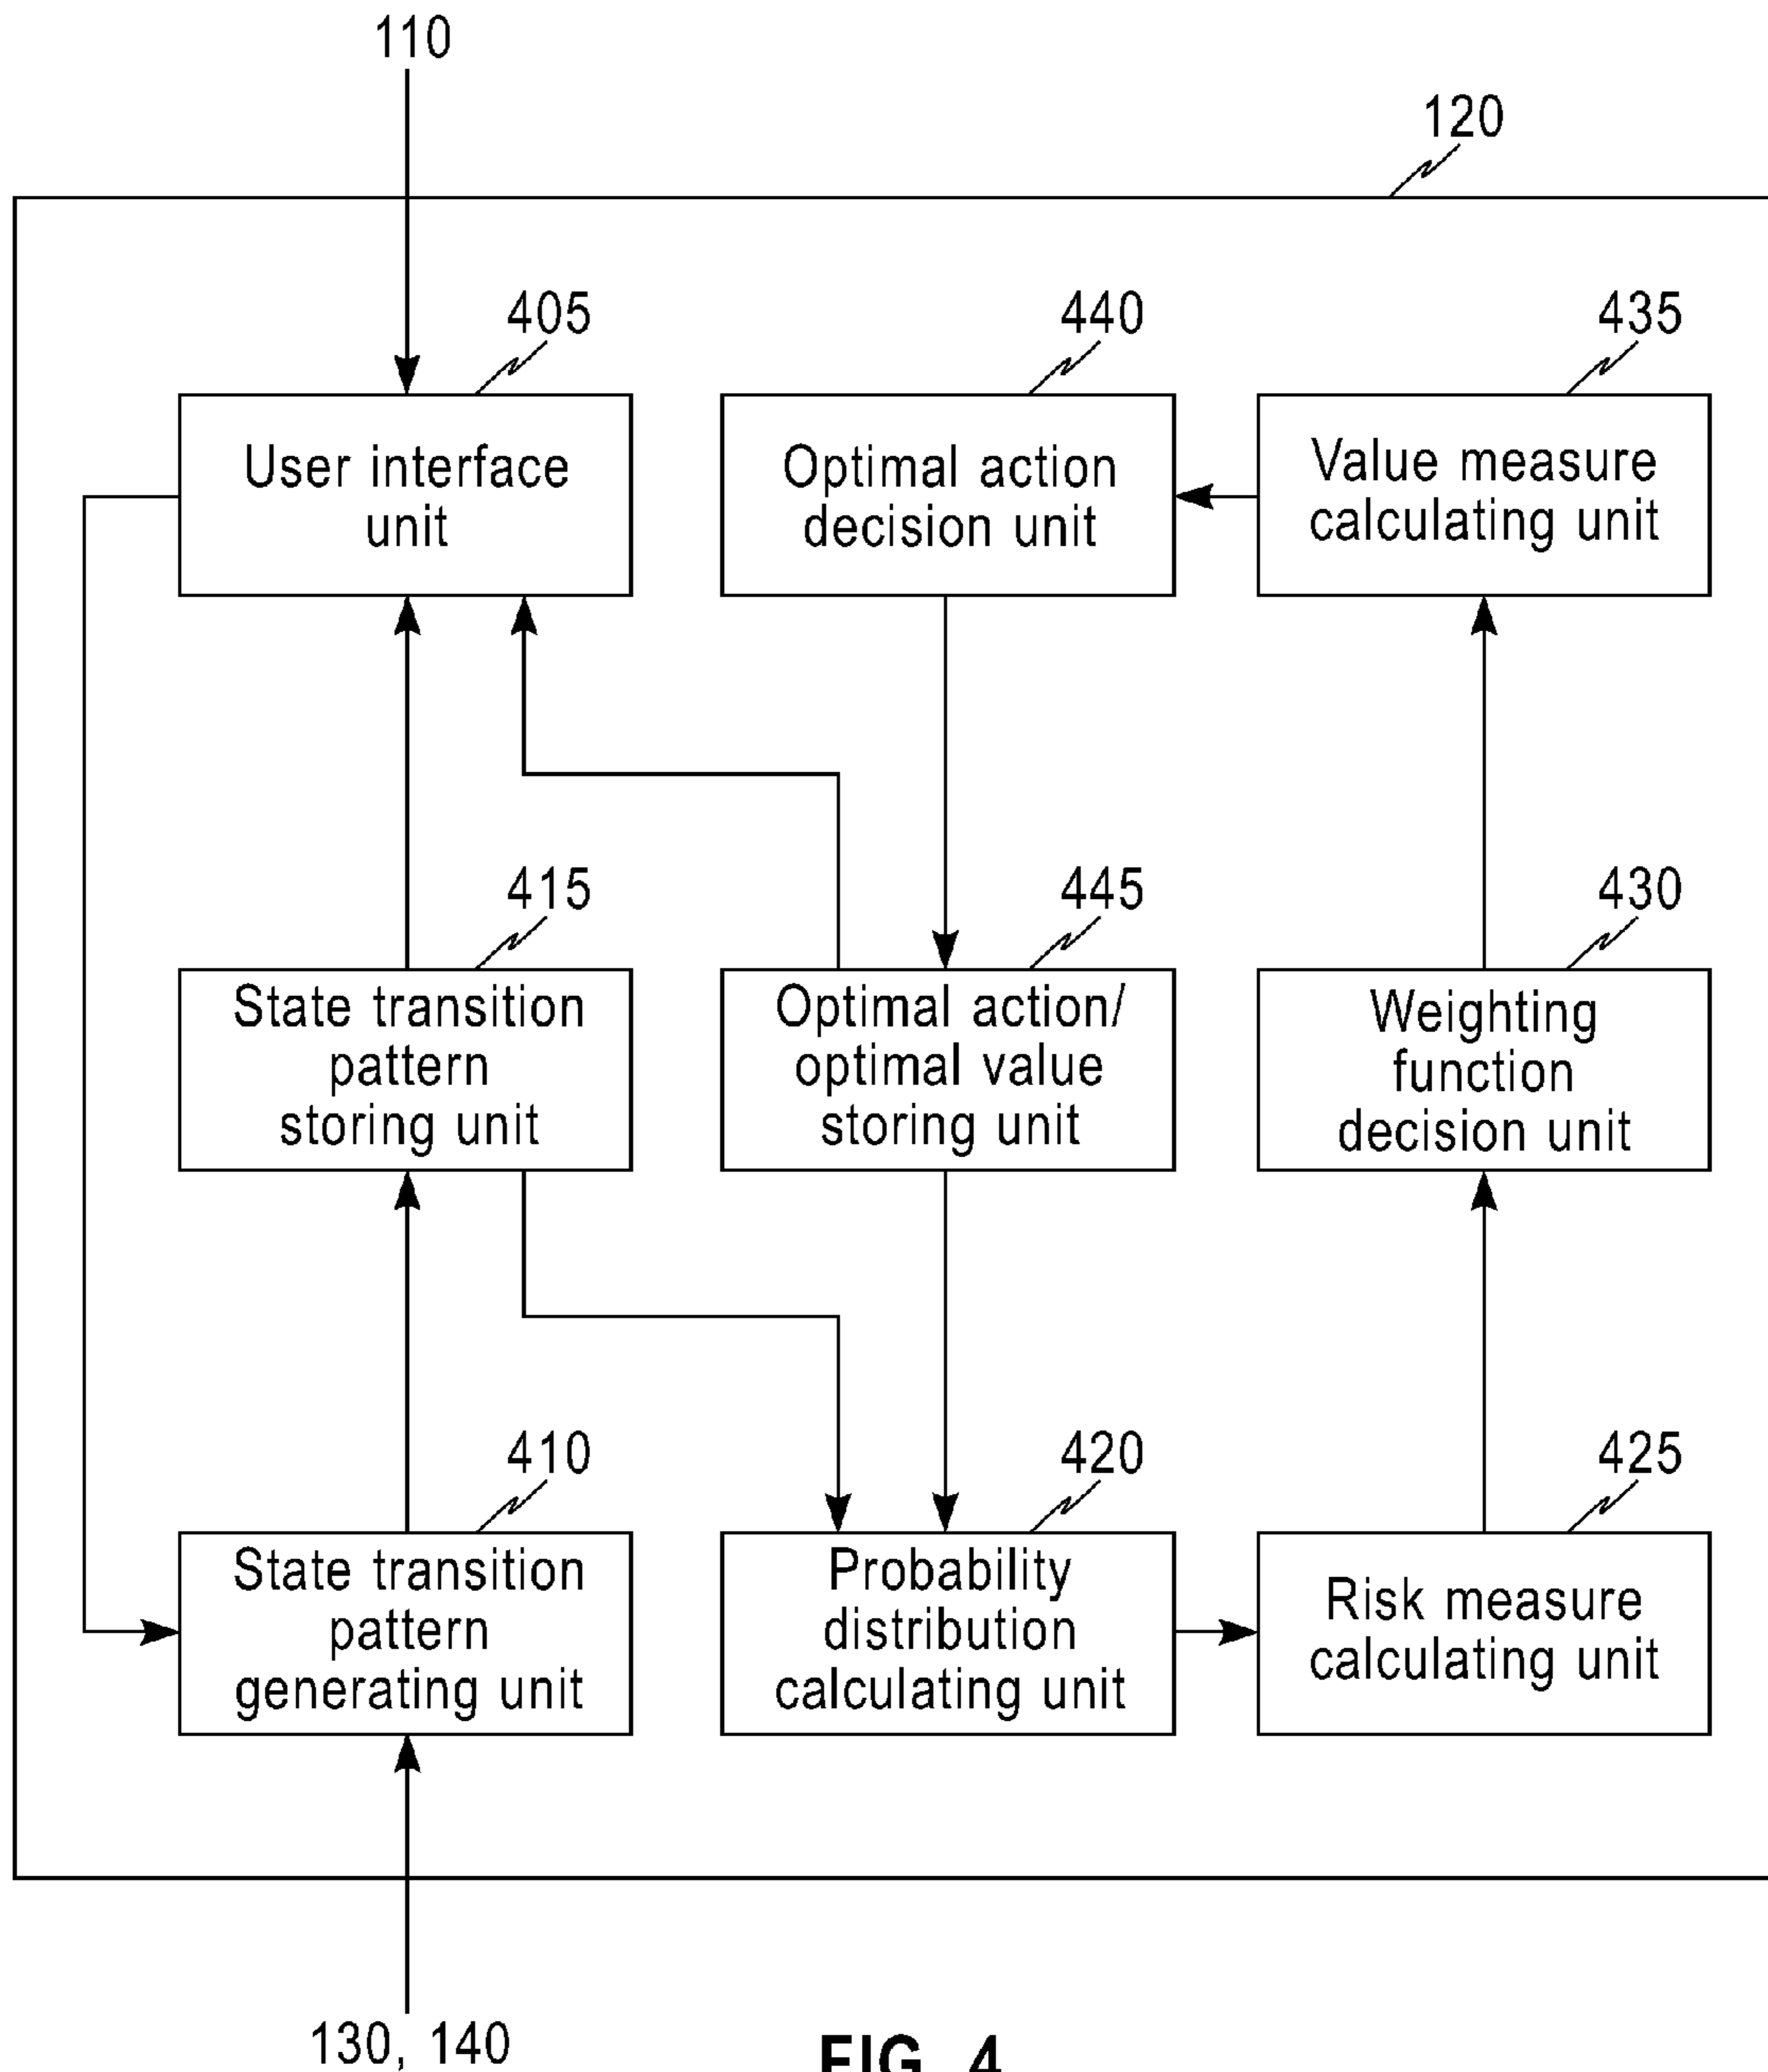 110
120
405
440
435
User interface
unit
Optimal action
decision unit
Value measure
calculating unit
415
445
430
State transition
pattern
storing unit
Optimal action/
optimal value
storing unit
Weighting
function
decision unit
410
420
425
State transition
pattern
generating unit
Probability
distribution
calculating unit
Risk measure
calculating unit
130, 140
FIG. 4